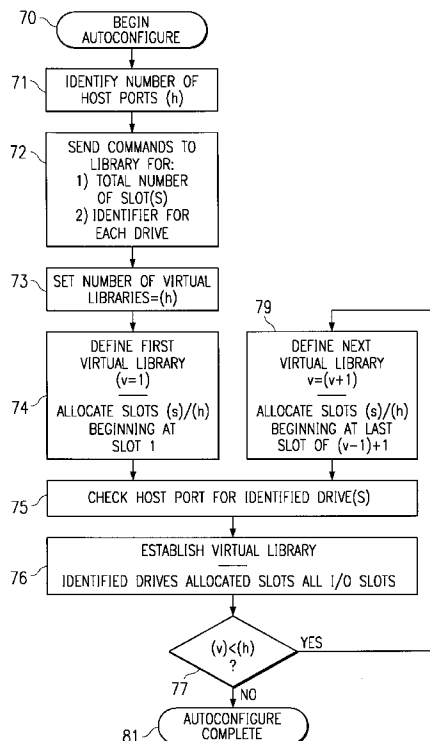 70
BEGIN
AUTOCONFIGURE
71
IDENTIFY NUMBER OF
HOST PORTS (h)
72
SEND COMMANDS TO
LIBRARY FOR:
1) TOTAL NUMBER
OF SLOT(S)
2) IDENTIFIER FOR
EACH DRIVE
73
SET NUMBER OF VIRTUAL
LIBRARIES=(h)
74
DEFINE FIRST
VIRTUAL LIBRARY
(v=1)
ALLOCATE SLOTS (s)/(h)
BEGINNING AT
SLOT 1
79
DEFINE NEXT
VIRTUAL LIBRARY
v=(v+1)
ALLOCATE SLOTS (s)/(h)
BEGINNING AT LAST
SLOT OF (v-1)+1
75
CHECK HOST PORT FOR IDENTIFIED DRIVE(S)
76
ESTABLISH VIRTUAL LIBRARY
IDENTIFIED DRIVES ALLOCATED SLOTS ALL I/O SLOTS
(v)<(h)
?
YES
77
NO
81
AUTOCONFIGURE
COMPLETE